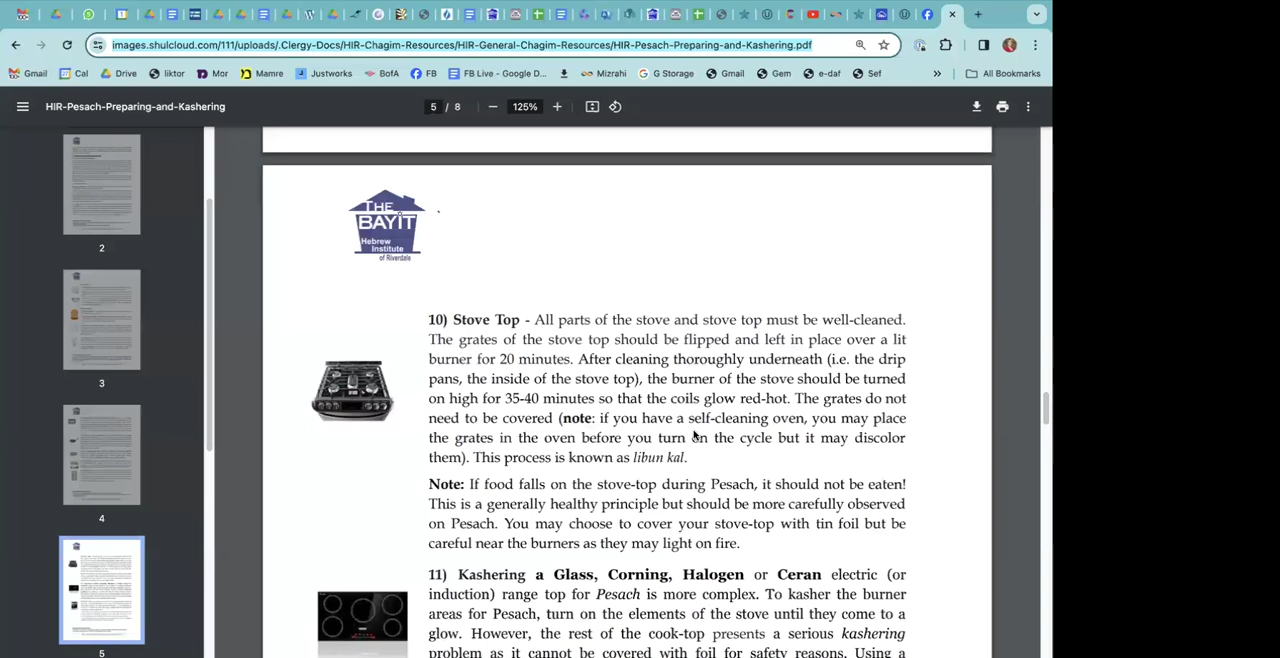 images.shulcloud.com/111/uploads/.Clergy-Docs/HIR-Chagim-Resources/HIR-General-Chagim-Resources/HIR-Pesach-Preparing-and-Kashering.pdf
Gmail Cal Drive liktor Mor Mamre Justworks BofA FB FB Live - Google D... Mizrahi G Storage Gmail Gem e-daf Sef » All Bookmarks
HIR-Pesach-Preparing-and-Kashering 5 / 8 125%
2
3
4
5
THE
BAYIT
Hebrew
Institute
of Riverdale
10) Stove Top - All parts of the stove and stove top must be well-cleaned.
The grates of the stove top should be flipped and left in place over a lit
burner for 20 minutes. After cleaning thoroughly underneath (i.e. the drip
pans, the inside of the stove top), the burner of the stove should be turned
on high for 35-40 minutes so that the coils glow red-hot. The grates do not
need to be covered (note: if you have a self-cleaning oven, you may place
the grates in the oven before you turn on the cycle but it may discolor
them). This process is known as libun kal.
Note: If food falls on the stove-top during Pesach, it should not be eaten!
This is a generally healthy principle but should be more carefully observed
on Pesach. You may choose to cover your stove-top with tin foil but be
careful near the burners as they may light on fire.
11) Kashering a Glass, Corning, Halogen or Ceran electric (or
induction) range top for Pesach is more complex. To kasher the burner
areas for Pesach, turn on the elements of the stove until they come to a
glow. However, the rest of the cook-top presents a serious kashering
problem as it cannot be covered with foil for safety reasons. Using a